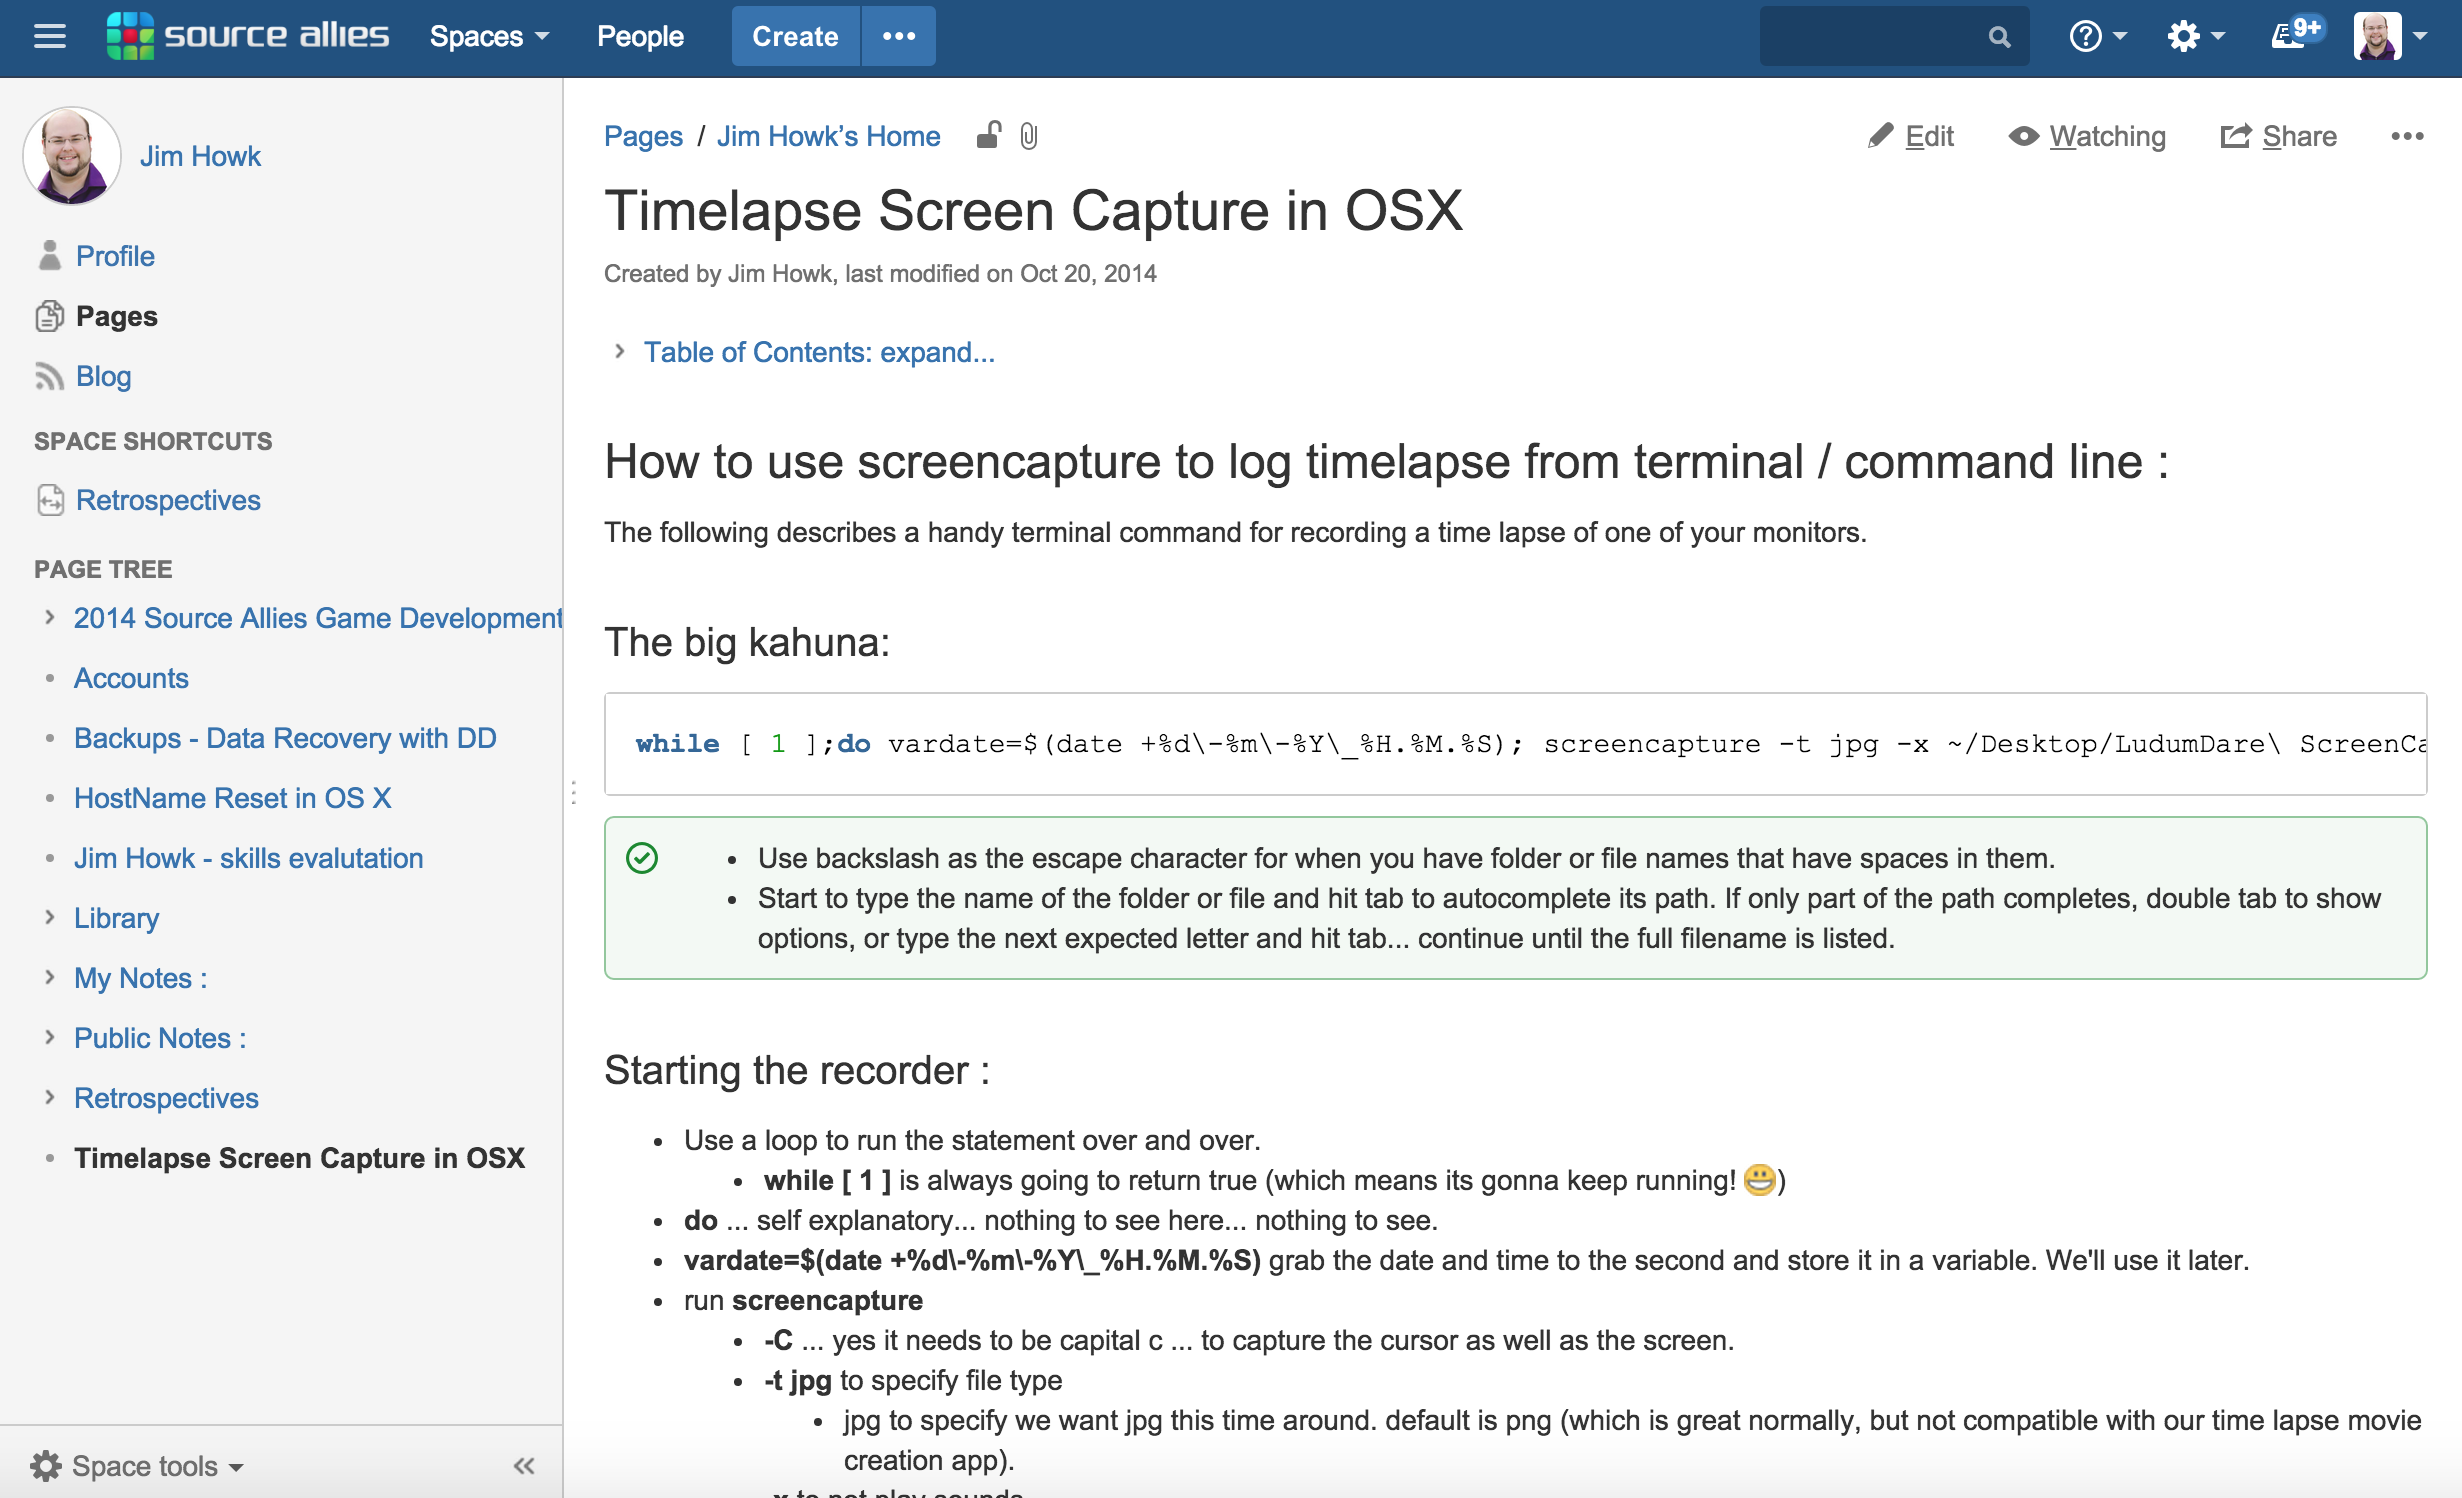 source allies Spaces People Create ••• 9+
Jim Howk
Profile
Pages
Blog
SPACE SHORTCUTS
Retrospectives
PAGE TREE
2014 Source Allies Game Development
Accounts
Backups - Data Recovery with DD
HostName Reset in OS X
Jim Howk - skills evalutation
Library
My Notes :
Public Notes :
Retrospectives
Timelapse Screen Capture in OSX
Space tools
Pages / Jim Howk’s Home
Edit Watching Share •••
Timelapse Screen Capture in OSX
Created by Jim Howk, last modified on Oct 20, 2014
Table of Contents: expand...
How to use screencapture to log timelapse from terminal / command line :
The following describes a handy terminal command for recording a time lapse of one of your monitors.
The big kahuna:
while [ 1 ];do vardate=$(date +%d\-%m\-%Y\_%H.%M.%S); screencapture -t jpg -x ~/Desktop/LudumDare\ ScreenCa
• Use backslash as the escape character for when you have folder or file names that have spaces in them.
• Start to type the name of the folder or file and hit tab to autocomplete its path. If only part of the path completes, double tab to show
options, or type the next expected letter and hit tab... continue until the full filename is listed.
Starting the recorder :
• Use a loop to run the statement over and over.
• while [ 1 ] is always going to return true (which means its gonna keep running! 😀)
• do ... self explanatory... nothing to see here... nothing to see.
• vardate=$(date +%d\-%m\-%Y\_%H.%M.%S) grab the date and time to the second and store it in a variable. We'll use it later.
• run screencapture
• -C ... yes it needs to be capital c ... to capture the cursor as well as the screen.
• -t jpg to specify file type
• jpg to specify we want jpg this time around. default is png (which is great normally, but not compatible with our time lapse movie
creation app).
-x to not play sounds